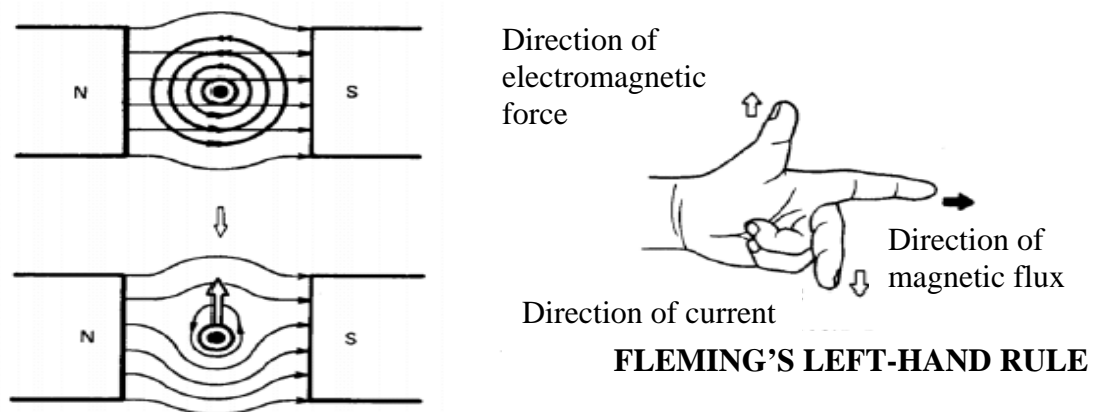 N
S
N
S
Direction of
electromagnetic
force
Direction of
magnetic flux
Direction of current
FLEMING’S LEFT-HAND RULE